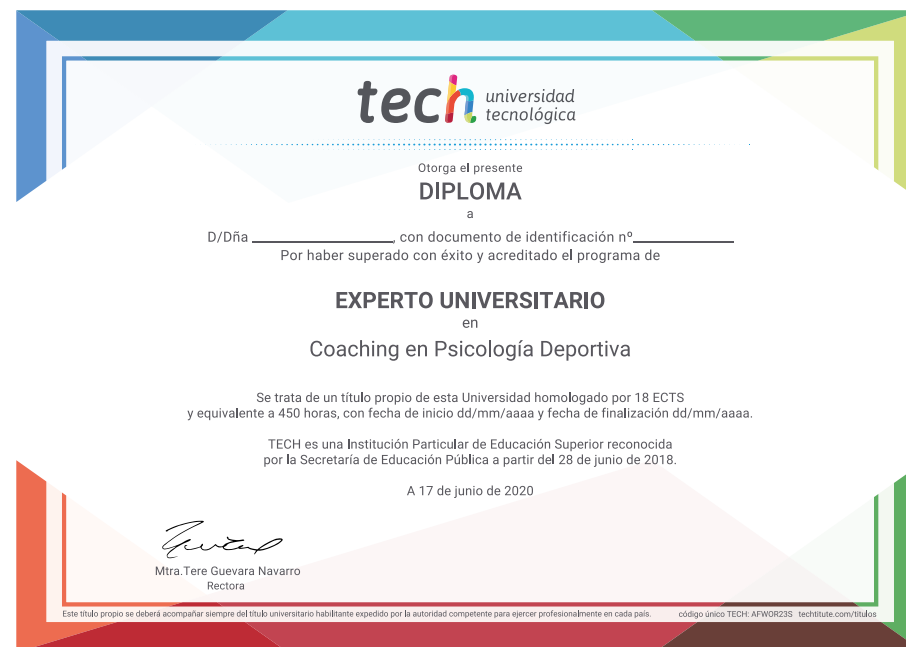 tech universidad
tecnológica
Otorga el presente
DIPLOMA
a
D/Dña ____________________, con documento de identificación nº______________
Por haber superado con éxito y acreditado el programa de
EXPERTO UNIVERSITARIO
en
Coaching en Psicología Deportiva
Se trata de un título propio de esta Universidad homologado por 18 ECTS
y equivalente a 450 horas, con fecha de inicio dd/mm/aaaa y fecha de finalización dd/mm/aaaa.
TECH es una Institución Particular de Educación Superior reconocida
por la Secretaría de Educación Pública a partir del 28 de junio de 2018.
A 17 de junio de 2020
Mtra.Tere Guevara Navarro
Rectora
Este título propio se deberá acompañar siempre del título universitario habilitante expedido por la autoridad competente para ejercer profesionalmente en cada país. código único TECH: AFWOR23S techtitute.com/titulos